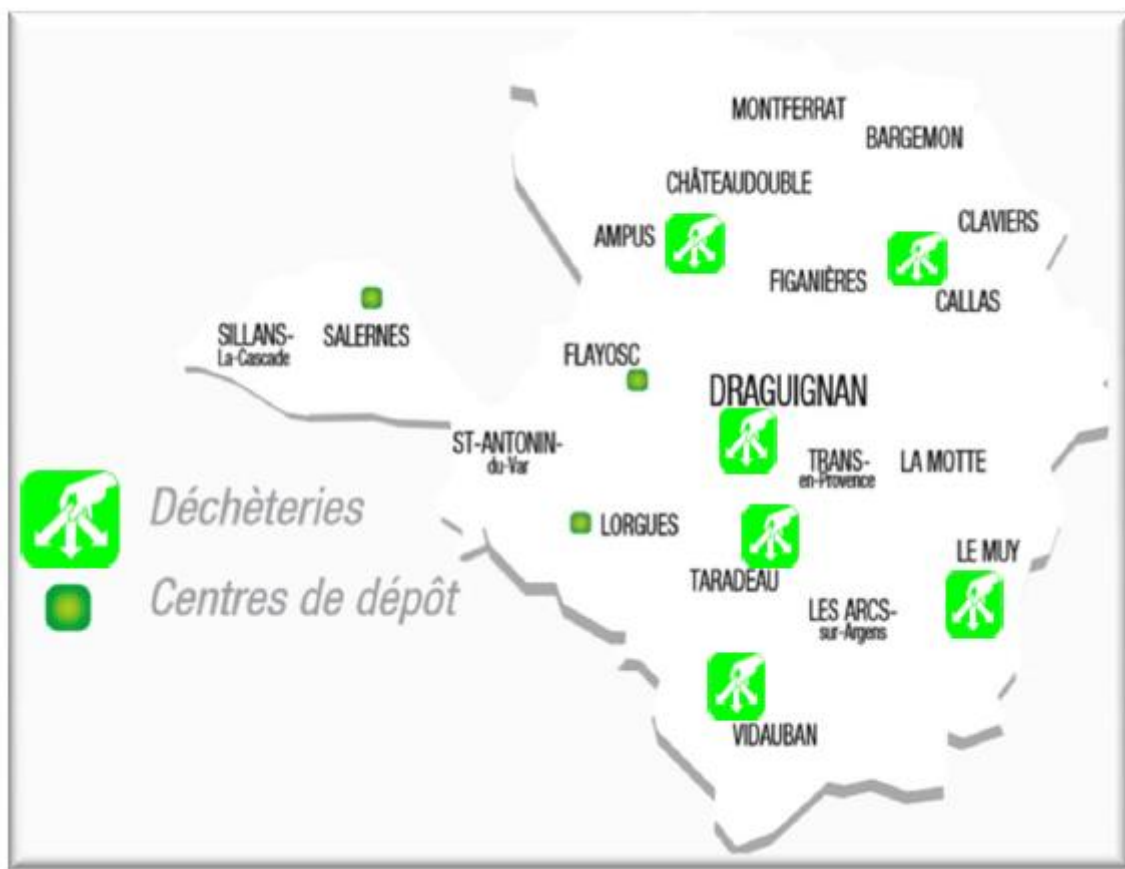 MONTFERRAT
BARGEMON
CHÂTEAUDOUBLE
CLAVIERS
AMPUS
FIGANIÈRES
CALLAS
SILLANS-
La-Cascade
SALERNES
FLAYOSC
DRAGUIGNAN
ST-ANTONIN-
du-Var
TRANS-
en-Provence
LA MOTTE
Déchèteries
LORGUES
LE MUY
TARADEAU
Centres de dépôt
LES ARCS-
sur-Argens
VIDAUBAN